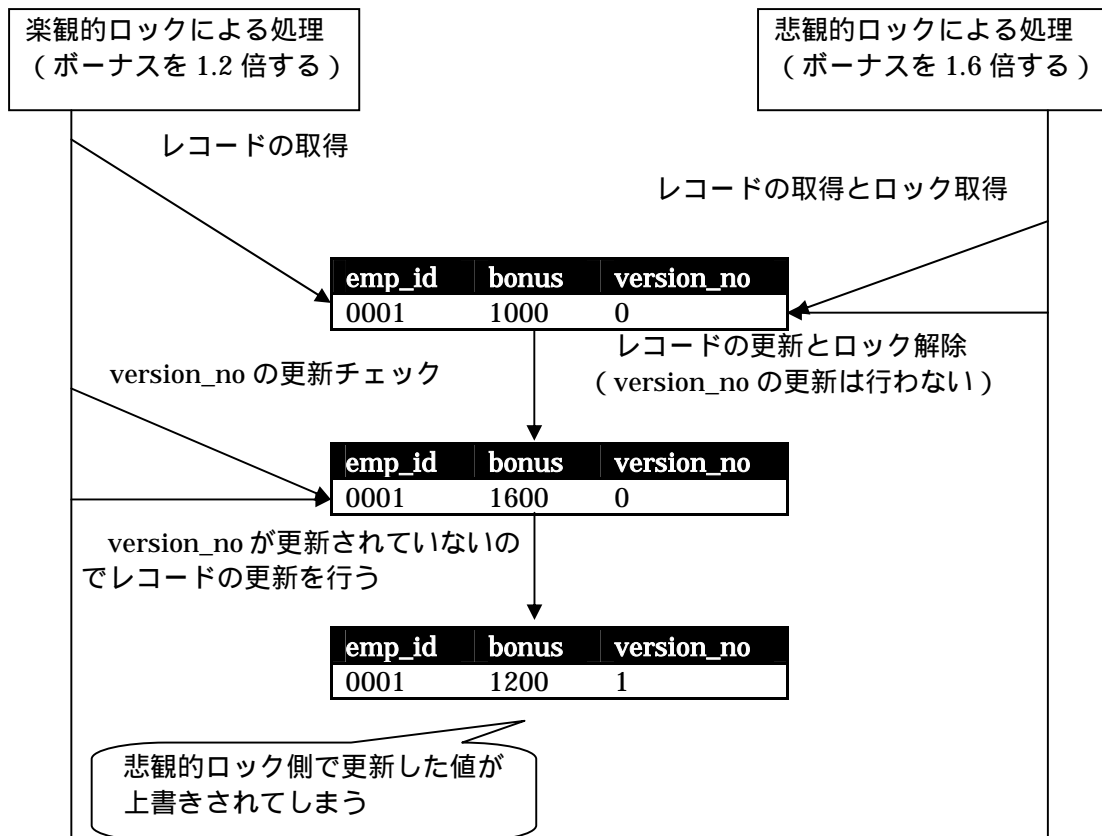 楽観的ロックによる処理
（ボーナスを 1.2 倍する）
悲観的ロックによる処理
（ボーナスを 1.6 倍する）
レコードの取得
レコードの取得とロック取得
emp_id bonus version_no
0001 1000 0
レコードの更新とロック解除
（version_no の更新は行わない）
version_no の更新チェック
emp_id bonus version_no
0001 1600 0
version_no が更新されていないの
でレコードの更新を行う
emp_id bonus version_no
0001 1200 1
悲観的ロック側で更新した値が
上書きされてしまう